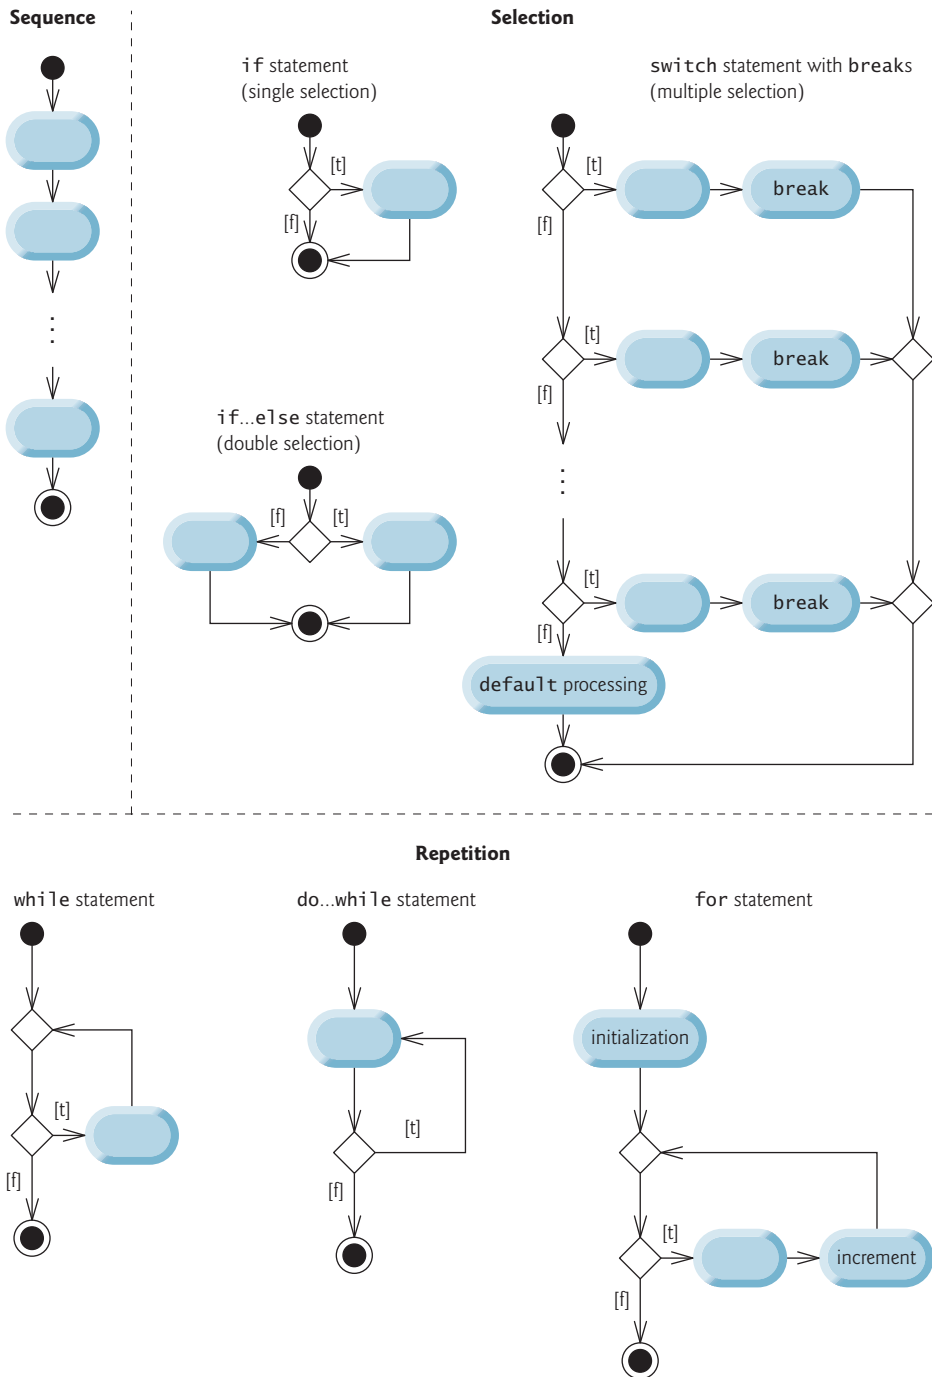 Sequence
Selection
if statement
(single selection)
[t]
[f]
switch statement with breaks
(multiple selection)
[t]
break
[f]
[t]
break
[f]
⋮
[t]
break
[f]
default processing
⋮
if...else statement
(double selection)
[f]
[t]
Repetition
while statement
[t]
[f]
do...while statement
[t]
[f]
for statement
initialization
[t]
increment
[f]